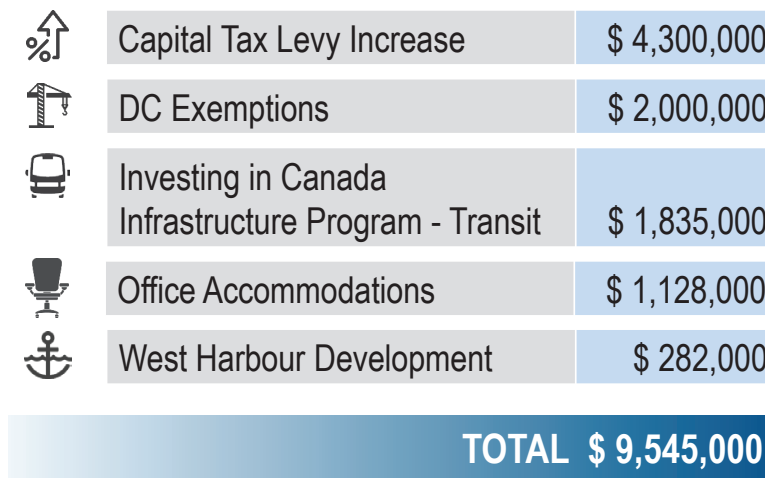 Capital Tax Levy Increase $ 4,300,000
DC Exemptions $ 2,000,000
Investing in Canada
Infrastructure Program - Transit $ 1,835,000
Office Accommodations $ 1,128,000
West Harbour Development $ 282,000
TOTAL $ 9,545,000